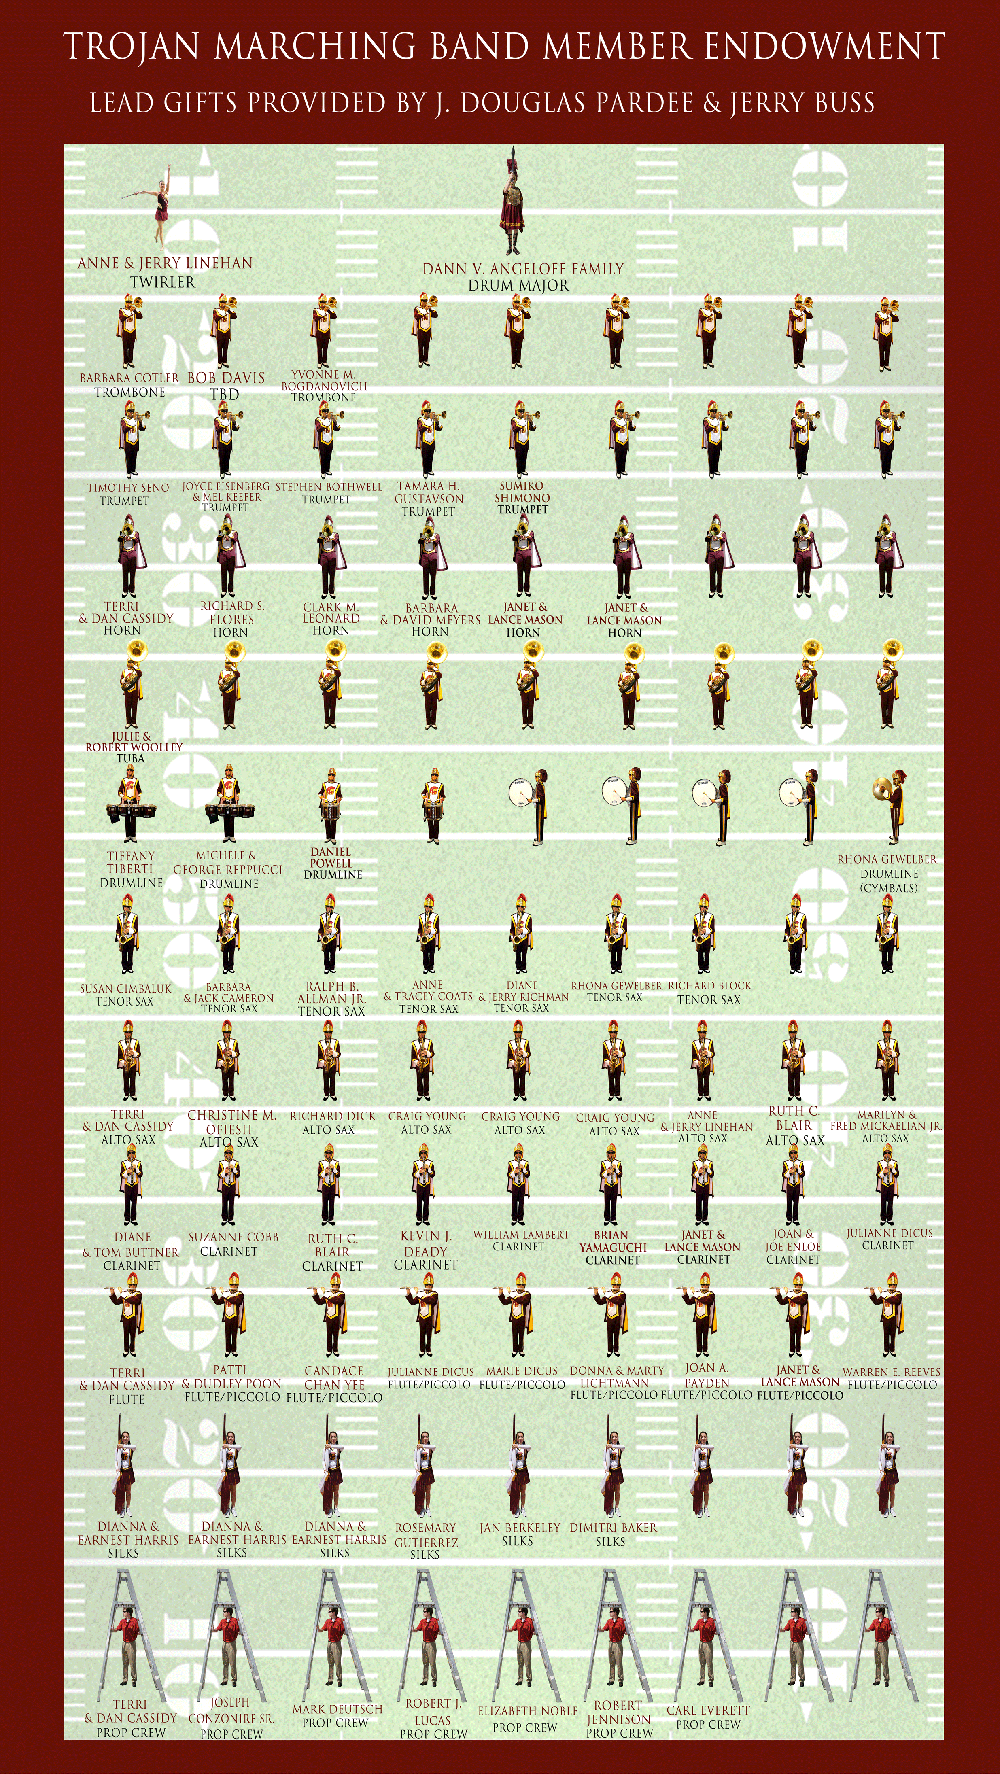 TROJAN MARCHING BAND MEMBER ENDOWMENT
LEAD GIFTS PROVIDED BY J. DOUGLAS PARDEE & JERRY BUSS
ANNE & JERRY LINEHAN
TWIRLER
DANN V. ANGELOFF FAMILY
DRUM MAJOR
BARBARA COTLER
TROMBONE
BOB DAVIS
TBD
YVONNE M.
BOGDANOVICH
TROMBONE
TIMOTHY SENO
TRUMPET
JOYCE EISENBERG
& MEL KEEFER
TRUMPET
STEPHEN BOTHWELL
TRUMPET
TAMARA H.
GUSTAVSON
TRUMPET
SUMIKO
SHIMONO
TRUMPET
TERRI
& DAN CASSIDY
HORN
RICHARD S.
FLORES
HORN
CLARK M.
LEONARD
HORN
BARBARA
& DAVID MEYERS
HORN
JANET &
LANCE MASON
HORN
JANET &
LANCE MASON
HORN
JULIE &
ROBERT WOOLLEY
TUBA
TIFFANY
TIBERTI
DRUMLINE
MICHELE &
GEORGE REPPUCCI
DRUMLINE
DANIEL
POWELL
DRUMLINE
RHONA GEWELBER
DRUMLINE
(CYMBALS)
SUSAN CIMBALUK
TENOR SAX
BARBARA
& JACK CAMERON
TENOR SAX
RALPH B.
ALLMAN JR.
TENOR SAX
ANNE
& TRACEY COATS
TENOR SAX
DIANE
& JERRY RICHMAN
TENOR SAX
RHONA GEWELBER
TENOR SAX
RICHARD BLOCK
TENOR SAX
TERRI
& DAN CASSIDY
ALTO SAX
CHRISTINE M.
OFIESH
ALTO SAX
RICHARD DICK
ALTO SAX
CRAIG YOUNG
ALTO SAX
CRAIG YOUNG
ALTO SAX
CRAIG YOUNG
ALTO SAX
ANNE
& JERRY LINEHAN
ALTO SAX
RUTH C.
BLAIR
ALTO SAX
MARILYN &
FRED MICKAELIAN JR.
ALTO SAX
DIANE
& TOM BUTTNER
CLARINET
SUZANNE COBB
CLARINET
RUTH C.
BLAIR
CLARINET
KEVIN J.
DEADY
CLARINET
WILLIAM LAMBERT
CLARINET
BRIAN
YAMAGUCHI
CLARINET
JANET &
LANCE MASON
CLARINET
JOAN &
JOE ENLOE
CLARINET
JULIANNE DICUS
CLARINET
TERRI
& DAN CASSIDY
FLUTE
PATTI
& DUDLEY POON
FLUTE/PICCOLO
CANDACE
CHAN YEE
FLUTE/PICCOLO
JULIANNE DICUS
FLUTE/PICCOLO
MARIE DICUS
FLUTE/PICCOLO
DONNA & MARTY
LICHTMANN
FLUTE/PICCOLO
JOAN A.
PAYDEN
FLUTE/PICCOLO
JANET &
LANCE MASON
FLUTE/PICCOLO
WARREN E. REEVES
FLUTE/PICCOLO
DIANNA &
EARNEST HARRIS
SILKS
DIANNA &
EARNEST HARRIS
SILKS
DIANNA &
EARNEST HARRIS
SILKS
ROSEMARY
GUTIERREZ
SILKS
JAN BERKELEY
SILKS
DIMITRI BAKER
SILKS
TERRI
& DAN CASSIDY
PROP CREW
JOSEPH
CONZONIRE SR.
PROP CREW
MARK DEUTSCH
PROP CREW
ROBERT J.
LUCAS
PROP CREW
ELIZABETH NOBLE
PROP CREW
ROBERT
JENNISON
PROP CREW
CARL EVERETT
PROP CREW